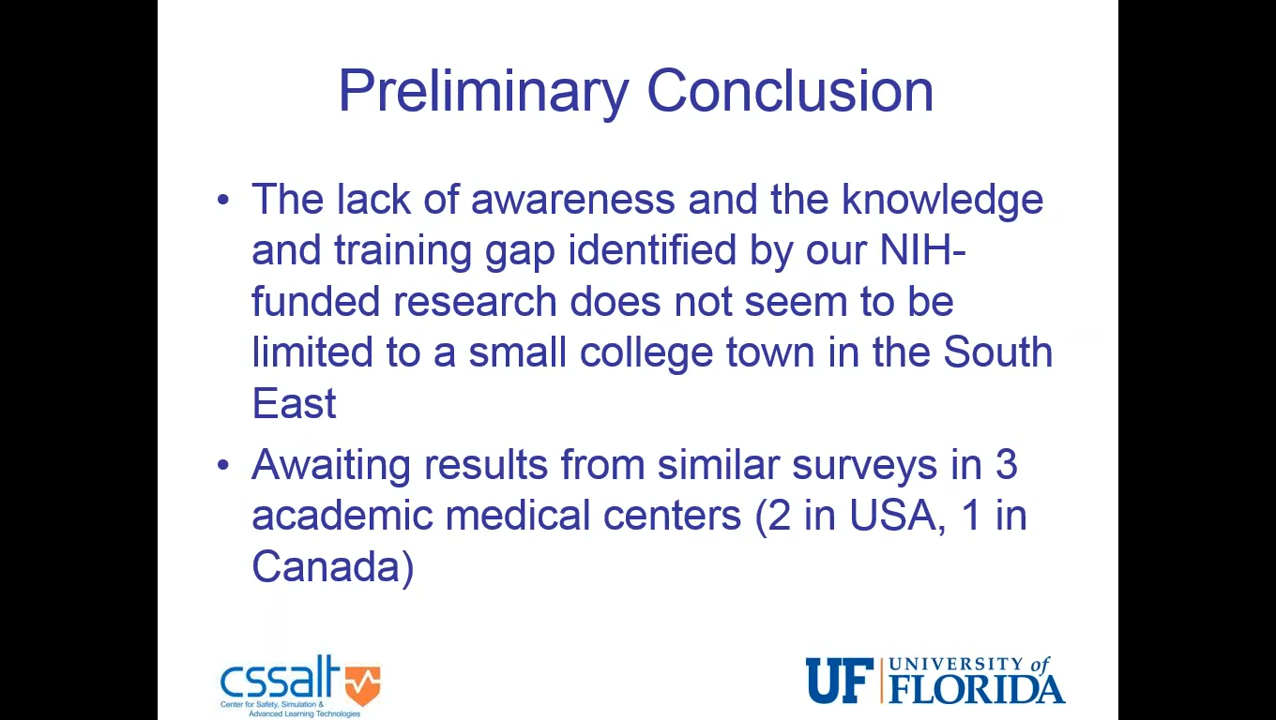 Preliminary Conclusion
• The lack of awareness and the knowledge
and training gap identified by our NIH-
funded research does not seem to be
limited to a small college town in the South
East
• Awaiting results from similar surveys in 3
academic medical centers (2 in USA, 1 in
Canada)
cssalt
Center for Safety, Simulation &
Advanced Learning Technologies
UF UNIVERSITY of
FLORIDA